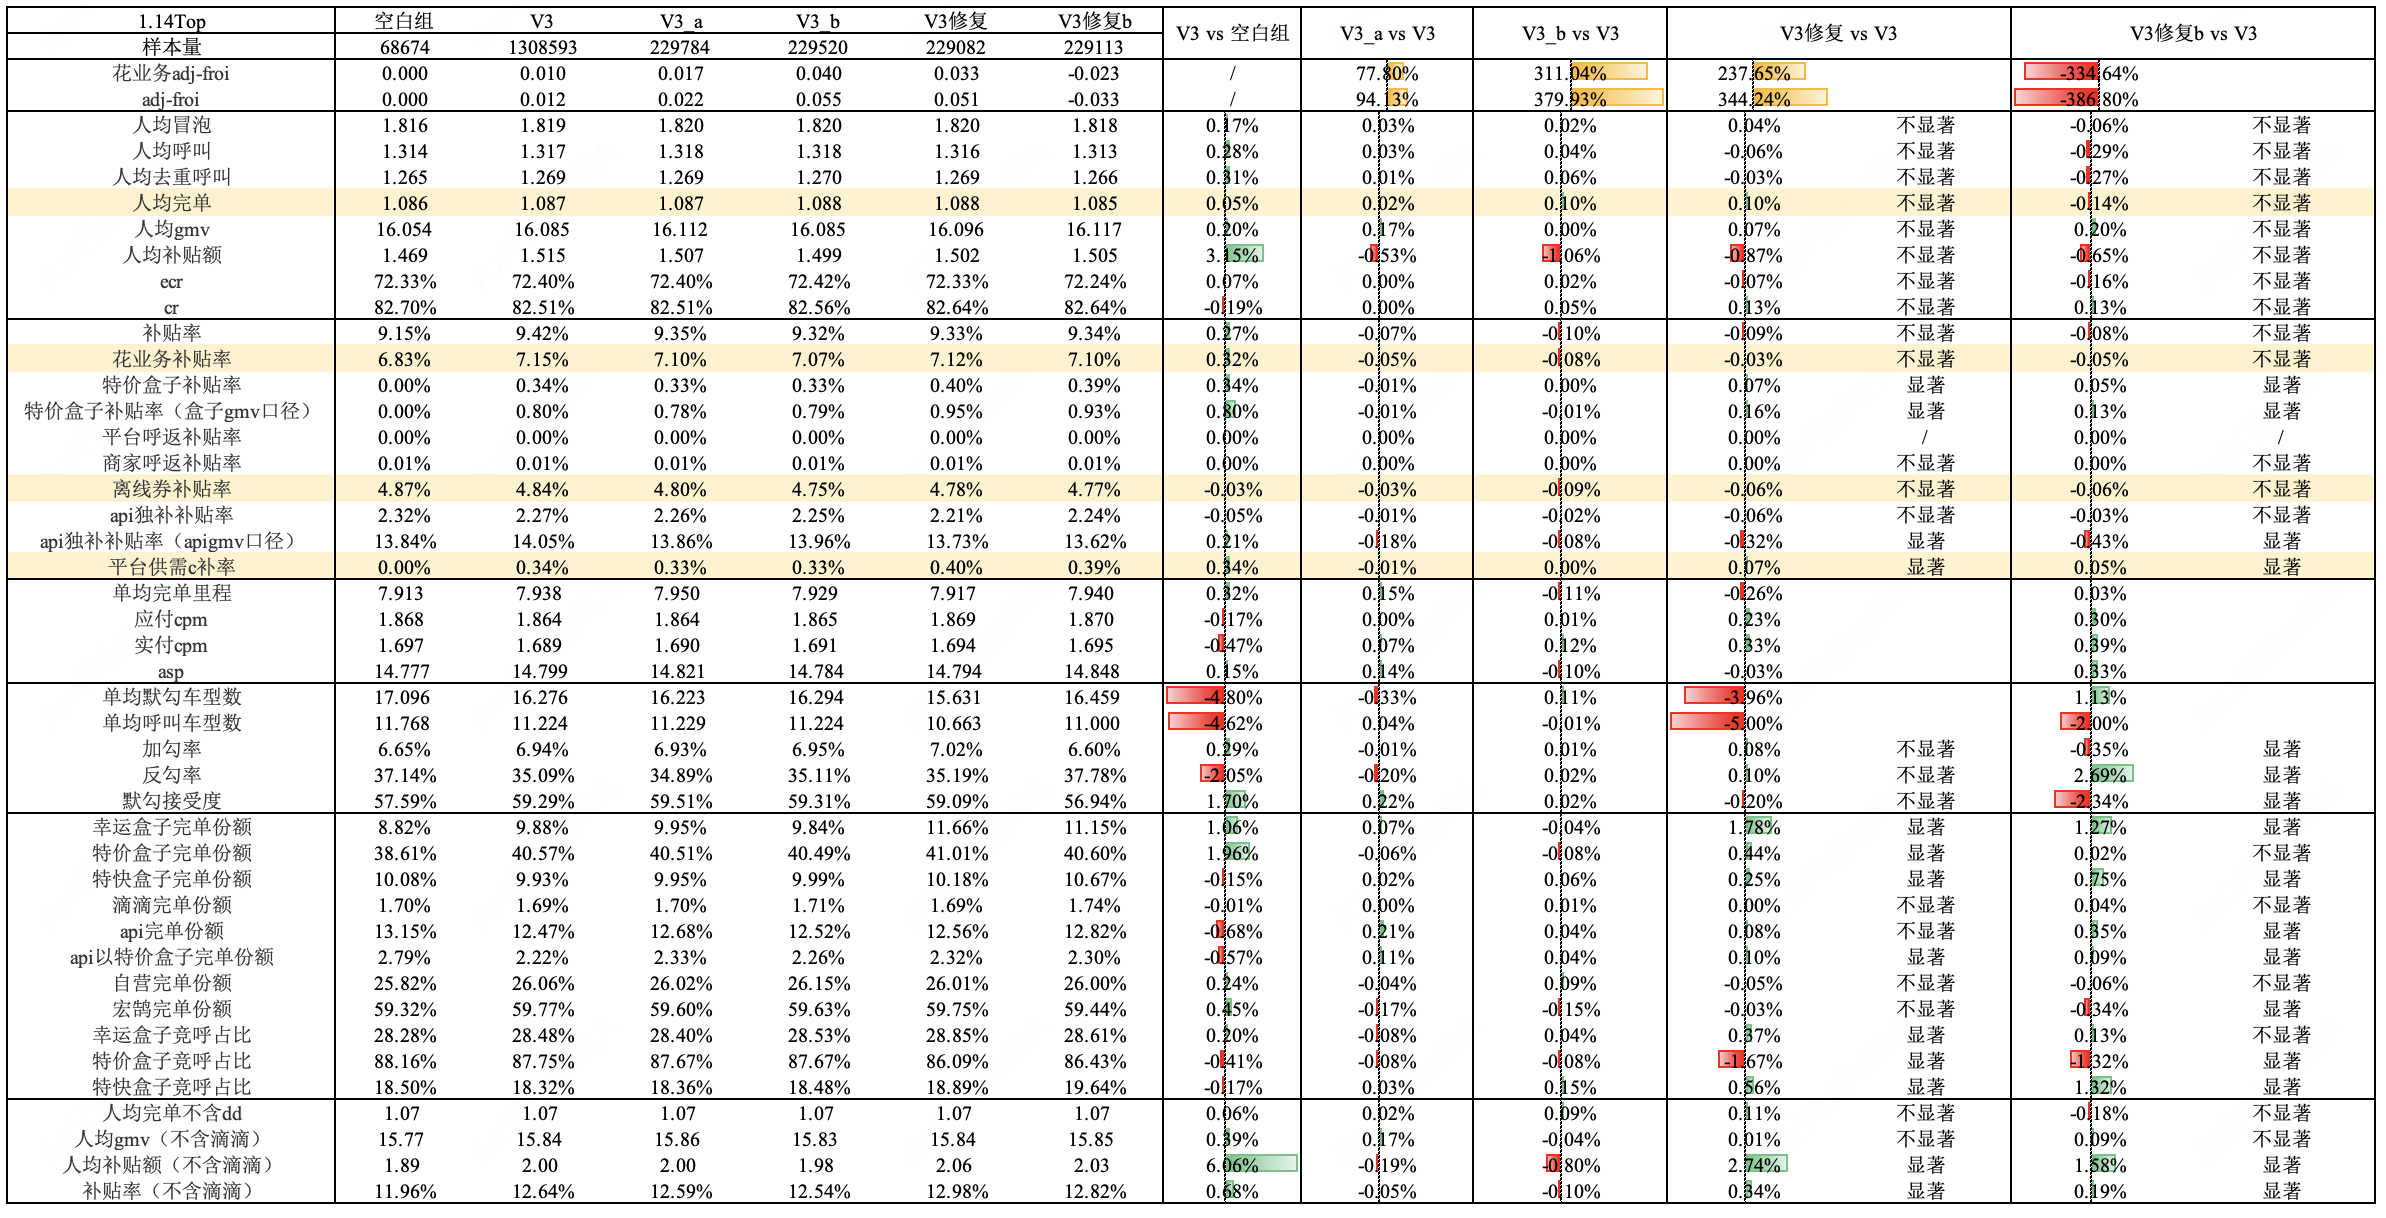 1.14Top 空白组 V3 V3_a V3_b V3修复 V3修复b V3 vs 空白组 V3_a vs V3 V3_b vs V3 V3修复 vs V3 V3修复b vs V3
样本量 68674 1308593 229784 229520 229082 229113
花业务adj-froi 0.000 0.010 0.017 0.040 0.033 -0.023 / 77.80% 311.04% 237.65% -334.64%
adj-froi 0.000 0.012 0.022 0.055 0.051 -0.033 / 94.13% 379.93% 344.24% -386.80%
人均冒泡 1.816 1.819 1.820 1.820 1.820 1.818 0.17% 0.03% 0.02% 0.04% 不显著 -0.06% 不显著
人均呼叫 1.314 1.317 1.318 1.318 1.316 1.313 0.28% 0.03% 0.04% -0.06% 不显著 -0.29% 不显著
人均去重呼叫 1.265 1.269 1.269 1.270 1.269 1.266 0.31% 0.01% 0.06% -0.03% 不显著 -0.27% 不显著
人均完单 1.086 1.087 1.087 1.088 1.088 1.085 0.05% 0.02% 0.10% 0.10% 不显著 -0.14% 不显著
人均gmv 16.054 16.085 16.112 16.085 16.096 16.117 0.20% 0.17% 0.00% 0.07% 不显著 0.20% 不显著
人均补贴额 1.469 1.515 1.507 1.499 1.502 1.505 3.15% -0.53% -1.06% -0.87% 不显著 -0.65% 不显著
ecr 72.33% 72.40% 72.40% 72.42% 72.33% 72.24% 0.07% 0.00% 0.02% -0.07% 不显著 -0.16% 不显著
cr 82.70% 82.51% 82.51% 82.56% 82.64% 82.64% -0.19% 0.00% 0.05% 0.13% 不显著 0.13% 不显著
补贴率 9.15% 9.42% 9.35% 9.32% 9.33% 9.34% 0.27% -0.07% -0.10% -0.09% 不显著 -0.08% 不显著
花业务补贴率 6.83% 7.15% 7.10% 7.07% 7.12% 7.10% 0.32% -0.05% -0.08% -0.03% 不显著 -0.05% 不显著
特价盒子补贴率 0.00% 0.34% 0.33% 0.33% 0.40% 0.39% 0.34% -0.01% 0.00% 0.07% 显著 0.05% 显著
特价盒子补贴率（盒子gmv口径） 0.00% 0.80% 0.78% 0.79% 0.95% 0.93% 0.80% -0.01% -0.01% 0.16% 显著 0.13% 显著
平台呼返补贴率 0.00% 0.00% 0.00% 0.00% 0.00% 0.00% 0.00% 0.00% 0.00% 0.00% / 0.00% /
商家呼返补贴率 0.01% 0.01% 0.01% 0.01% 0.01% 0.01% 0.00% 0.00% 0.00% 0.00% 不显著 0.00% 不显著
离线券补贴率 4.87% 4.84% 4.80% 4.75% 4.78% 4.77% -0.03% -0.03% -0.09% -0.06% 不显著 -0.06% 不显著
api独补补贴率 2.32% 2.27% 2.26% 2.25% 2.21% 2.24% -0.05% -0.01% -0.02% -0.06% 不显著 -0.03% 不显著
api独补补贴率（apigmv口径） 13.84% 14.05% 13.86% 13.96% 13.73% 13.62% 0.21% -0.18% -0.08% -0.32% 显著 -0.43% 显著
平台供需c补率 0.00% 0.34% 0.33% 0.33% 0.40% 0.39% 0.34% -0.01% 0.00% 0.07% 显著 0.05% 显著
单均完单里程 7.913 7.938 7.950 7.929 7.917 7.940 0.32% 0.15% -0.11% -0.26% 0.03%
应付cpm 1.868 1.864 1.864 1.865 1.869 1.870 -0.17% 0.00% 0.01% 0.23% 0.30%
实付cpm 1.697 1.689 1.690 1.691 1.694 1.695 -0.47% 0.07% 0.12% 0.33% 0.39%
asp 14.777 14.799 14.821 14.784 14.794 14.848 0.15% 0.14% -0.10% -0.03% 0.33%
单均默勾车型数 17.096 16.276 16.223 16.294 15.631 16.459 -4.80% -0.33% 0.11% -3.96% 1.13%
单均呼叫车型数 11.768 11.224 11.229 11.224 10.663 11.000 -4.62% 0.04% -0.01% -5.00% -2.00%
加勾率 6.65% 6.94% 6.93% 6.95% 7.02% 6.60% 0.29% -0.01% 0.01% 0.08% 不显著 -0.35% 显著
反勾率 37.14% 35.09% 34.89% 35.11% 35.19% 37.78% -2.05% -0.20% 0.02% 0.10% 不显著 2.69% 显著
默勾接受度 57.59% 59.29% 59.51% 59.31% 59.09% 56.94% 1.70% 0.22% 0.02% -0.20% 不显著 -2.34% 显著
幸运盒子完单份额 8.82% 9.88% 9.95% 9.84% 11.66% 11.15% 1.06% 0.07% -0.04% 1.78% 显著 1.27% 显著
特价盒子完单份额 38.61% 40.57% 40.51% 40.49% 41.01% 40.60% 1.96% -0.06% -0.08% 0.44% 显著 0.02% 不显著
特快盒子完单份额 10.08% 9.93% 9.95% 9.99% 10.18% 10.67% -0.15% 0.02% 0.06% 0.25% 显著 0.75% 显著
滴滴完单份额 1.70% 1.69% 1.70% 1.71% 1.69% 1.74% -0.01% 0.00% 0.01% 0.00% 不显著 0.04% 不显著
api完单份额 13.15% 12.47% 12.68% 12.52% 12.56% 12.82% -0.68% 0.21% 0.04% 0.08% 不显著 0.35% 显著
api以特价盒子完单份额 2.79% 2.22% 2.33% 2.26% 2.32% 2.30% -0.57% 0.11% 0.04% 0.10% 显著 0.09% 显著
自营完单份额 25.82% 26.06% 26.02% 26.15% 26.01% 26.00% 0.24% -0.04% 0.09% -0.05% 不显著 -0.06% 不显著
宏鹄完单份额 59.32% 59.77% 59.60% 59.63% 59.75% 59.44% 0.45% -0.17% -0.15% -0.03% 不显著 -0.34% 显著
幸运盒子竞呼占比 28.28% 28.48% 28.40% 28.53% 28.85% 28.61% 0.20% -0.08% 0.04% 0.37% 显著 0.13% 不显著
特价盒子竞呼占比 88.16% 87.75% 87.67% 87.67% 86.09% 86.43% -0.41% -0.08% -0.08% -1.67% 显著 -1.32% 显著
特快盒子竞呼占比 18.50% 18.32% 18.36% 18.48% 18.89% 19.64% -0.17% 0.03% 0.15% 0.56% 显著 1.32% 显著
人均完单不含dd 1.07 1.07 1.07 1.07 1.07 1.07 0.06% 0.02% 0.09% 0.11% 不显著 -0.18% 不显著
人均gmv（不含滴滴） 15.77 15.84 15.86 15.83 15.84 15.85 0.39% 0.17% -0.04% 0.01% 不显著 0.09% 不显著
人均补贴额（不含滴滴） 1.89 2.00 2.00 1.98 2.06 2.03 6.06% -0.19% -0.80% 2.74% 显著 1.58% 显著
补贴率（不含滴滴） 11.96% 12.64% 12.59% 12.54% 12.98% 12.82% 0.68% -0.05% -0.10% 0.34% 显著 0.19% 显著